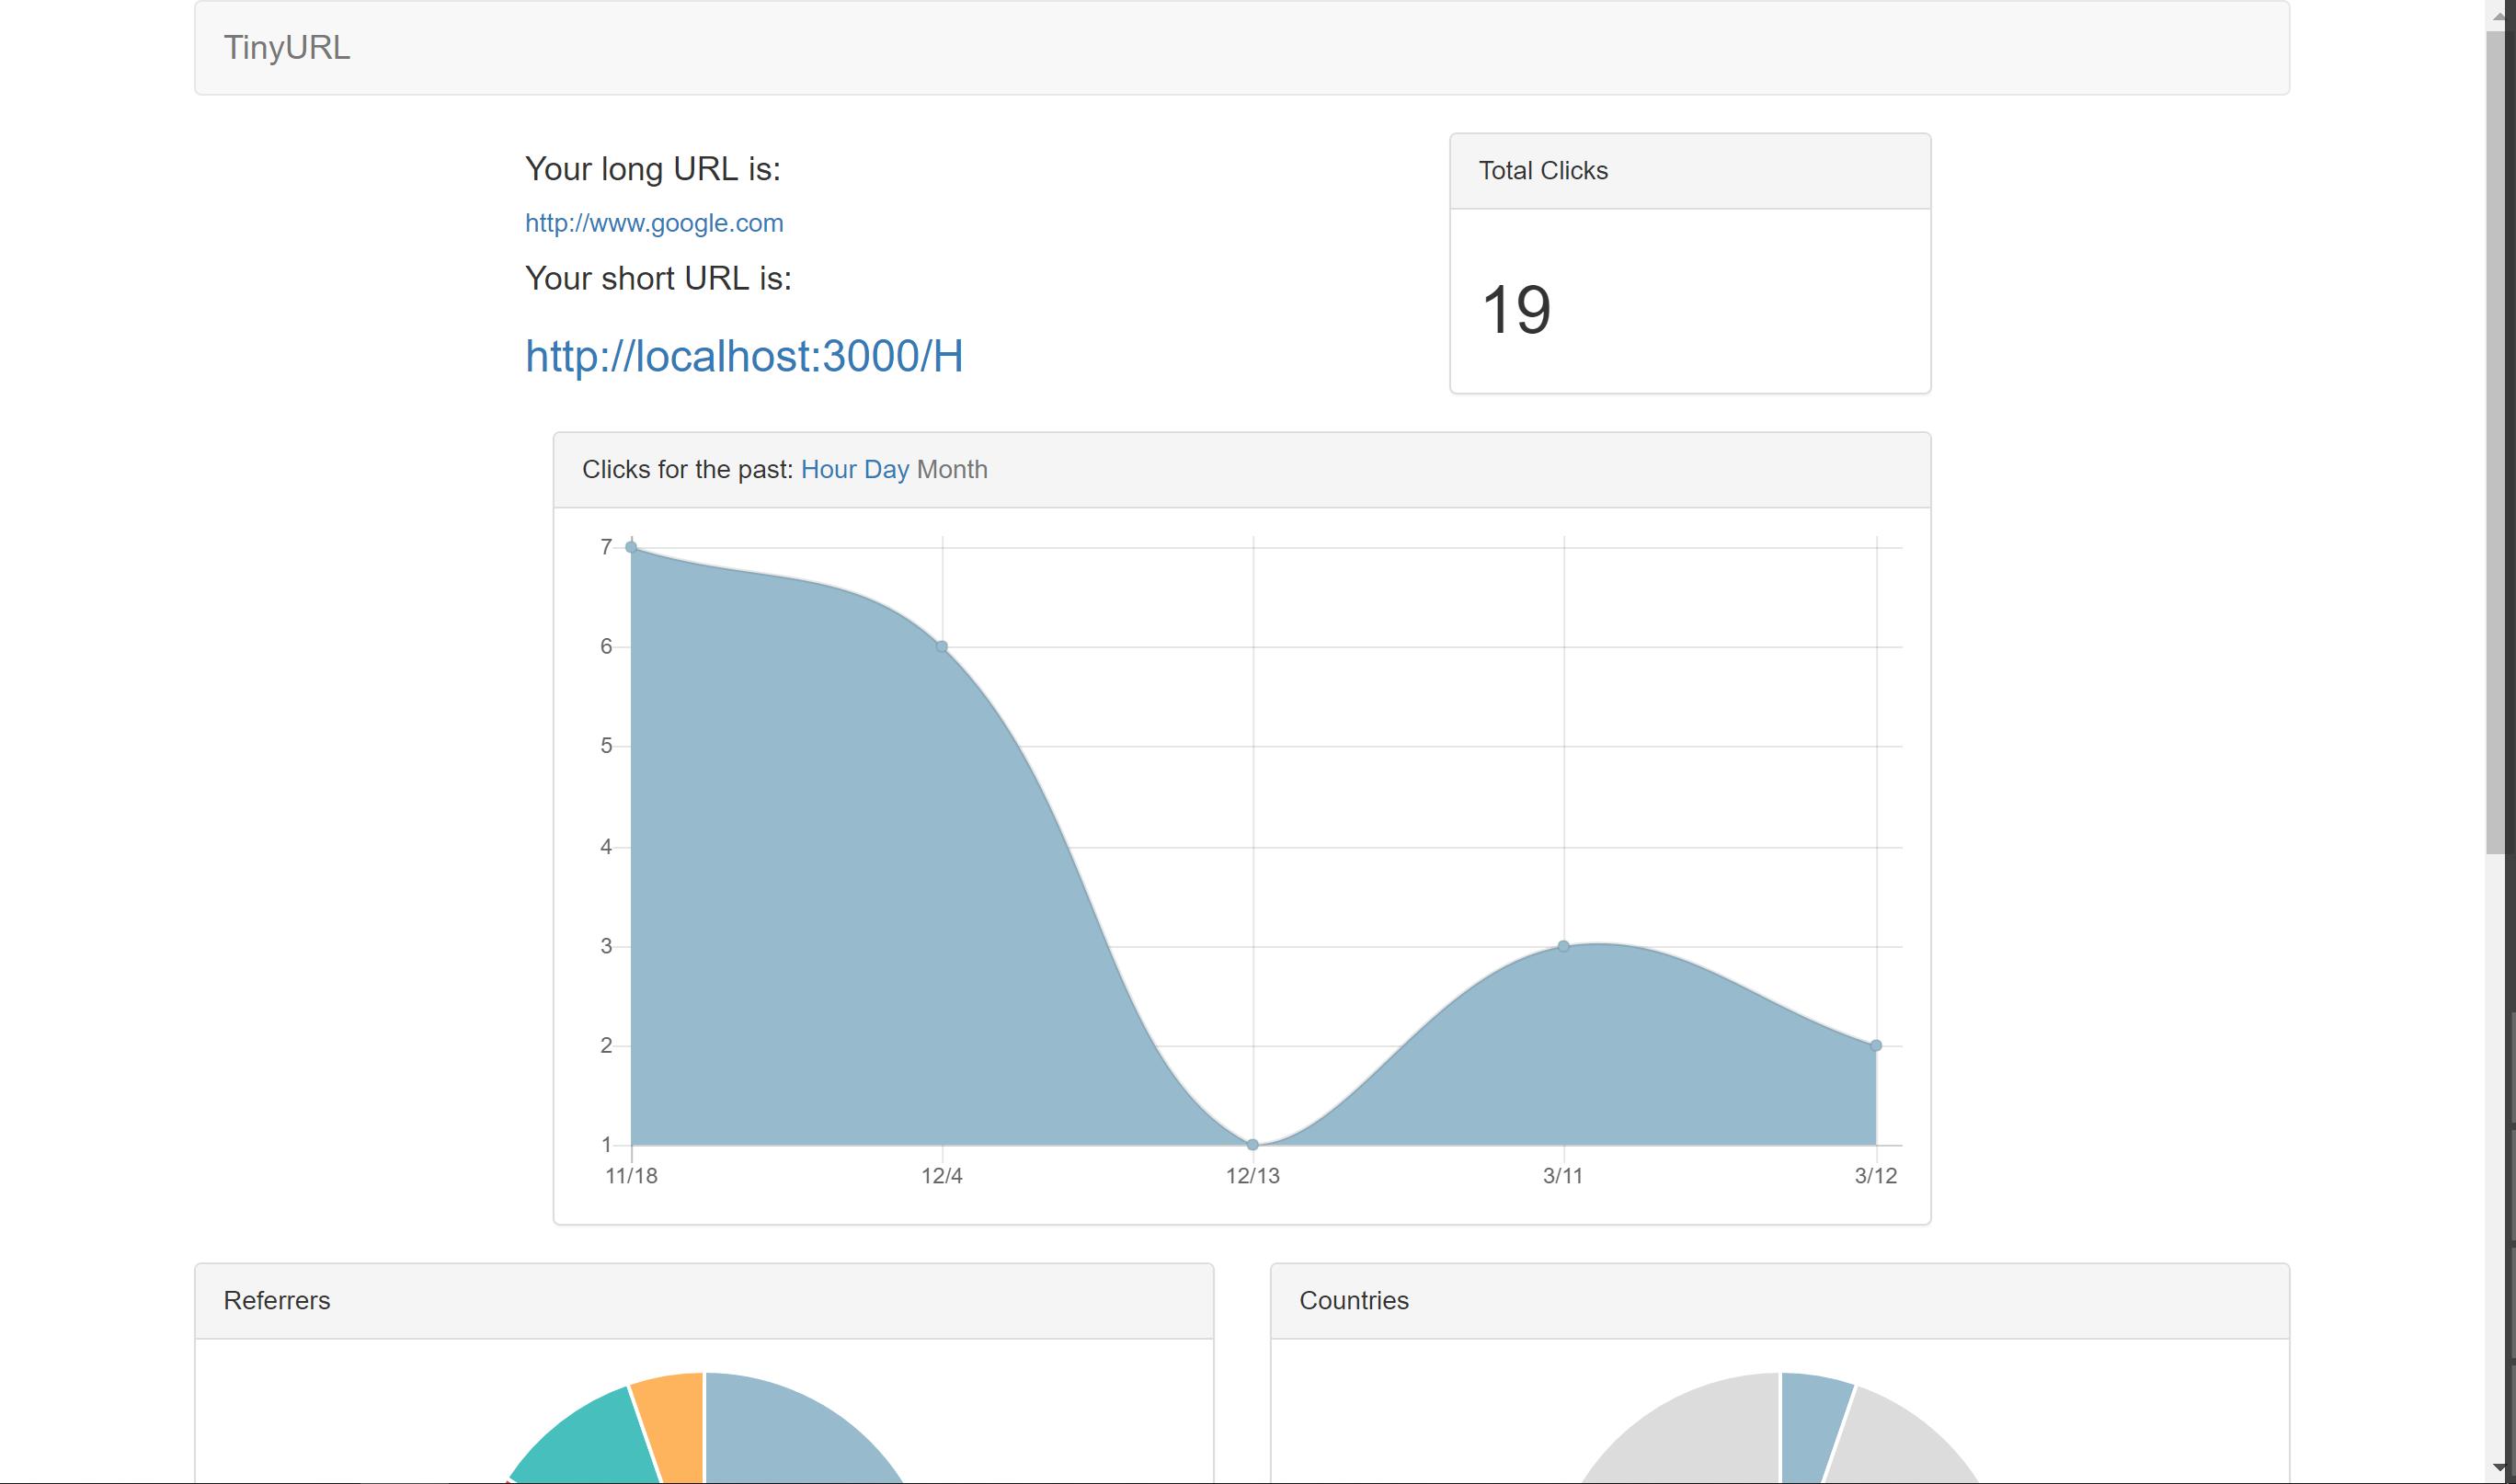 TinyURL
Your long URL is:
http://www.google.com
Your short URL is:
http://localhost:3000/H
Total Clicks
19
Clicks for the past: Hour Day Month
7
6
5
4
3
2
1
11/18 12/4 12/13 3/11 3/12
Referrers
Countries